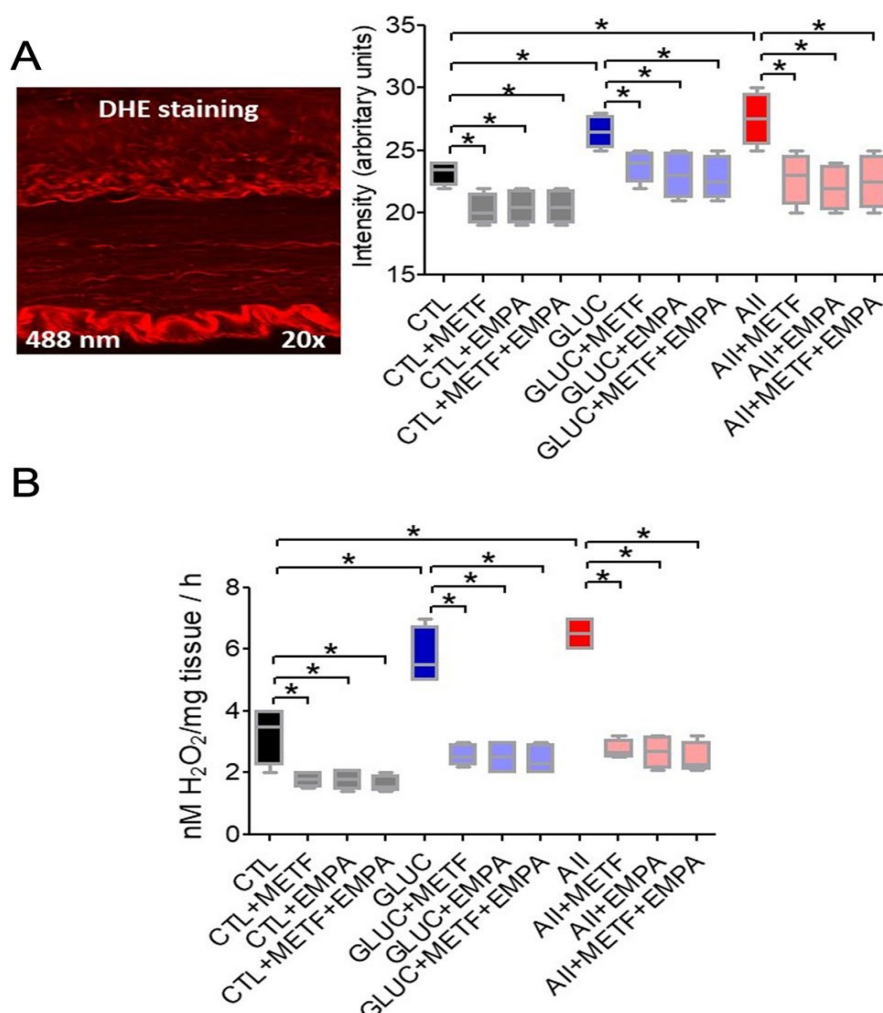 A
DHE staining
488 nm 20x
Intensity (arbritary units)
35
30
25
20
15
* * * * * * * * * * *
CTL
CTL+METF
CTL+EMPA
CTL+METF+EMPA
GLUC
GLUC+METF
GLUC+EMPA
GLUC+METF+EMPA
AII
AII+METF
AII+EMPA
AII+METF+EMPA
B
nM H₂O₂/mg tissue / h
8
6
4
2
0
* * * * * * * * * * *
CTL
CTL+METF
CTL+EMPA
CTL+METF+EMPA
GLUC
GLUC+METF
GLUC+EMPA
GLUC+METF+EMPA
AII
AII+METF
AII+EMPA
AII+METF+EMPA